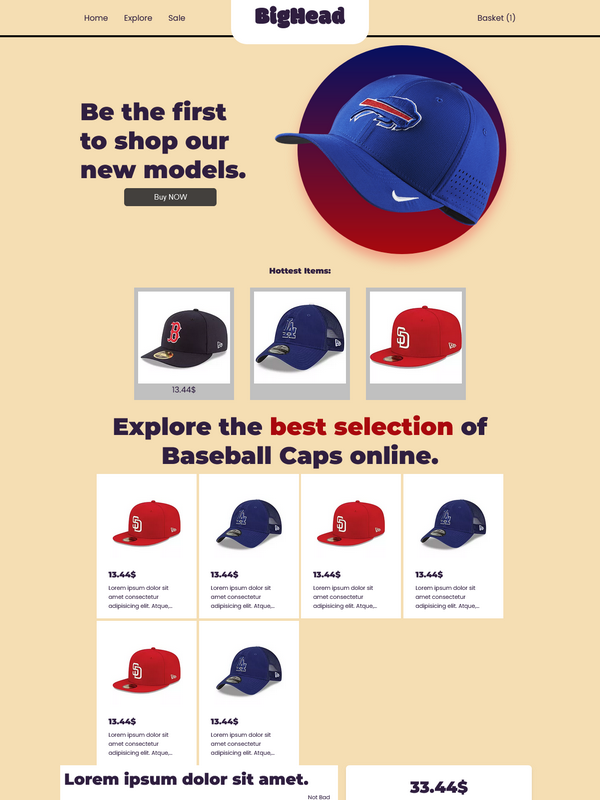 Home Explore Sale BigHead Basket (1)
Be the first
to shop our
new models.
Buy NOW
Hottest Items:
13.44$
Explore the best selection of
Baseball Caps online.
13.44$ 13.44$ 13.44$ 13.44$
Lorem ipsum dolor sit Lorem ipsum dolor sit Lorem ipsum dolor sit Lorem ipsum dolor sit
amet consectetur amet consectetur amet consectetur amet consectetur
adipisicing elit. Atque,... adipisicing elit. Atque,... adipisicing elit. Atque,... adipisicing elit. Atque,...
13.44$ 13.44$
Lorem ipsum dolor sit Lorem ipsum dolor sit
amet consectetur amet consectetur
adipisicing elit. Atque,... adipisicing elit. Atque,...
Lorem ipsum dolor sit amet. 33.44$
Not Bad